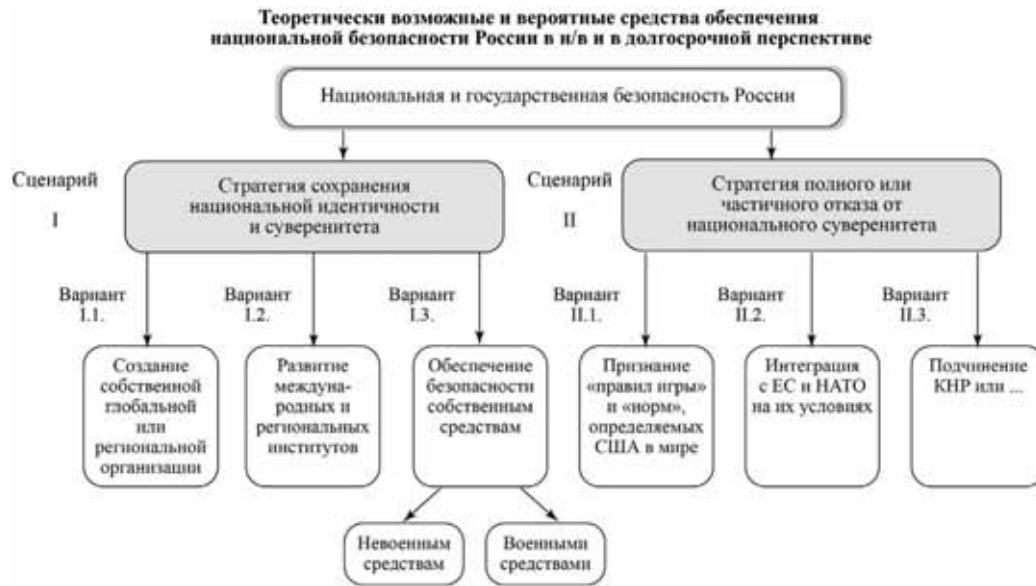 Теоретически возможные и вероятные средства обеспечения
национальной безопасности России в н/в и в долгосрочной перспективе
Национальная и государственная безопасность России
Сценарий
I
Стратегия сохранения
национальной идентичности
и суверенитета
Сценарий
II
Стратегия полного или
частичного отказа от
национального суверенитета
Вариант
I.1.
Вариант
I.2.
Вариант
I.3.
Вариант
II.1.
Вариант
II.2.
Вариант
II.3.
Создание
собственной
глобальной
или
региональной
организации
Развитие
междуна-
родных и
региональных
институтов
Обеспечение
безопасности
собственным
средствам
Признание
«правил игры»
и «норм»,
определяемых
США в мире
Интеграция
с ЕС и НАТО
на их условиях
Подчинение
КНР или ...
Невоенным
средствам
Военными
средствами